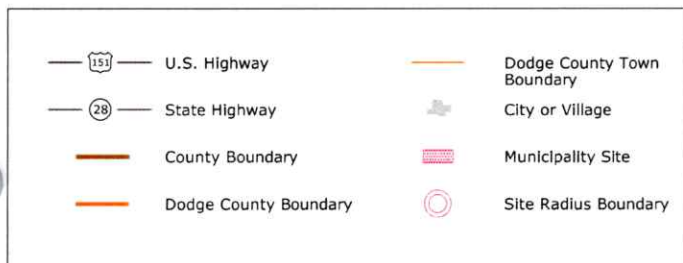 151 U.S. Highway
28 State Highway
County Boundary
Dodge County Boundary
Dodge County Town
Boundary
City or Village
Municipality Site
Site Radius Boundary